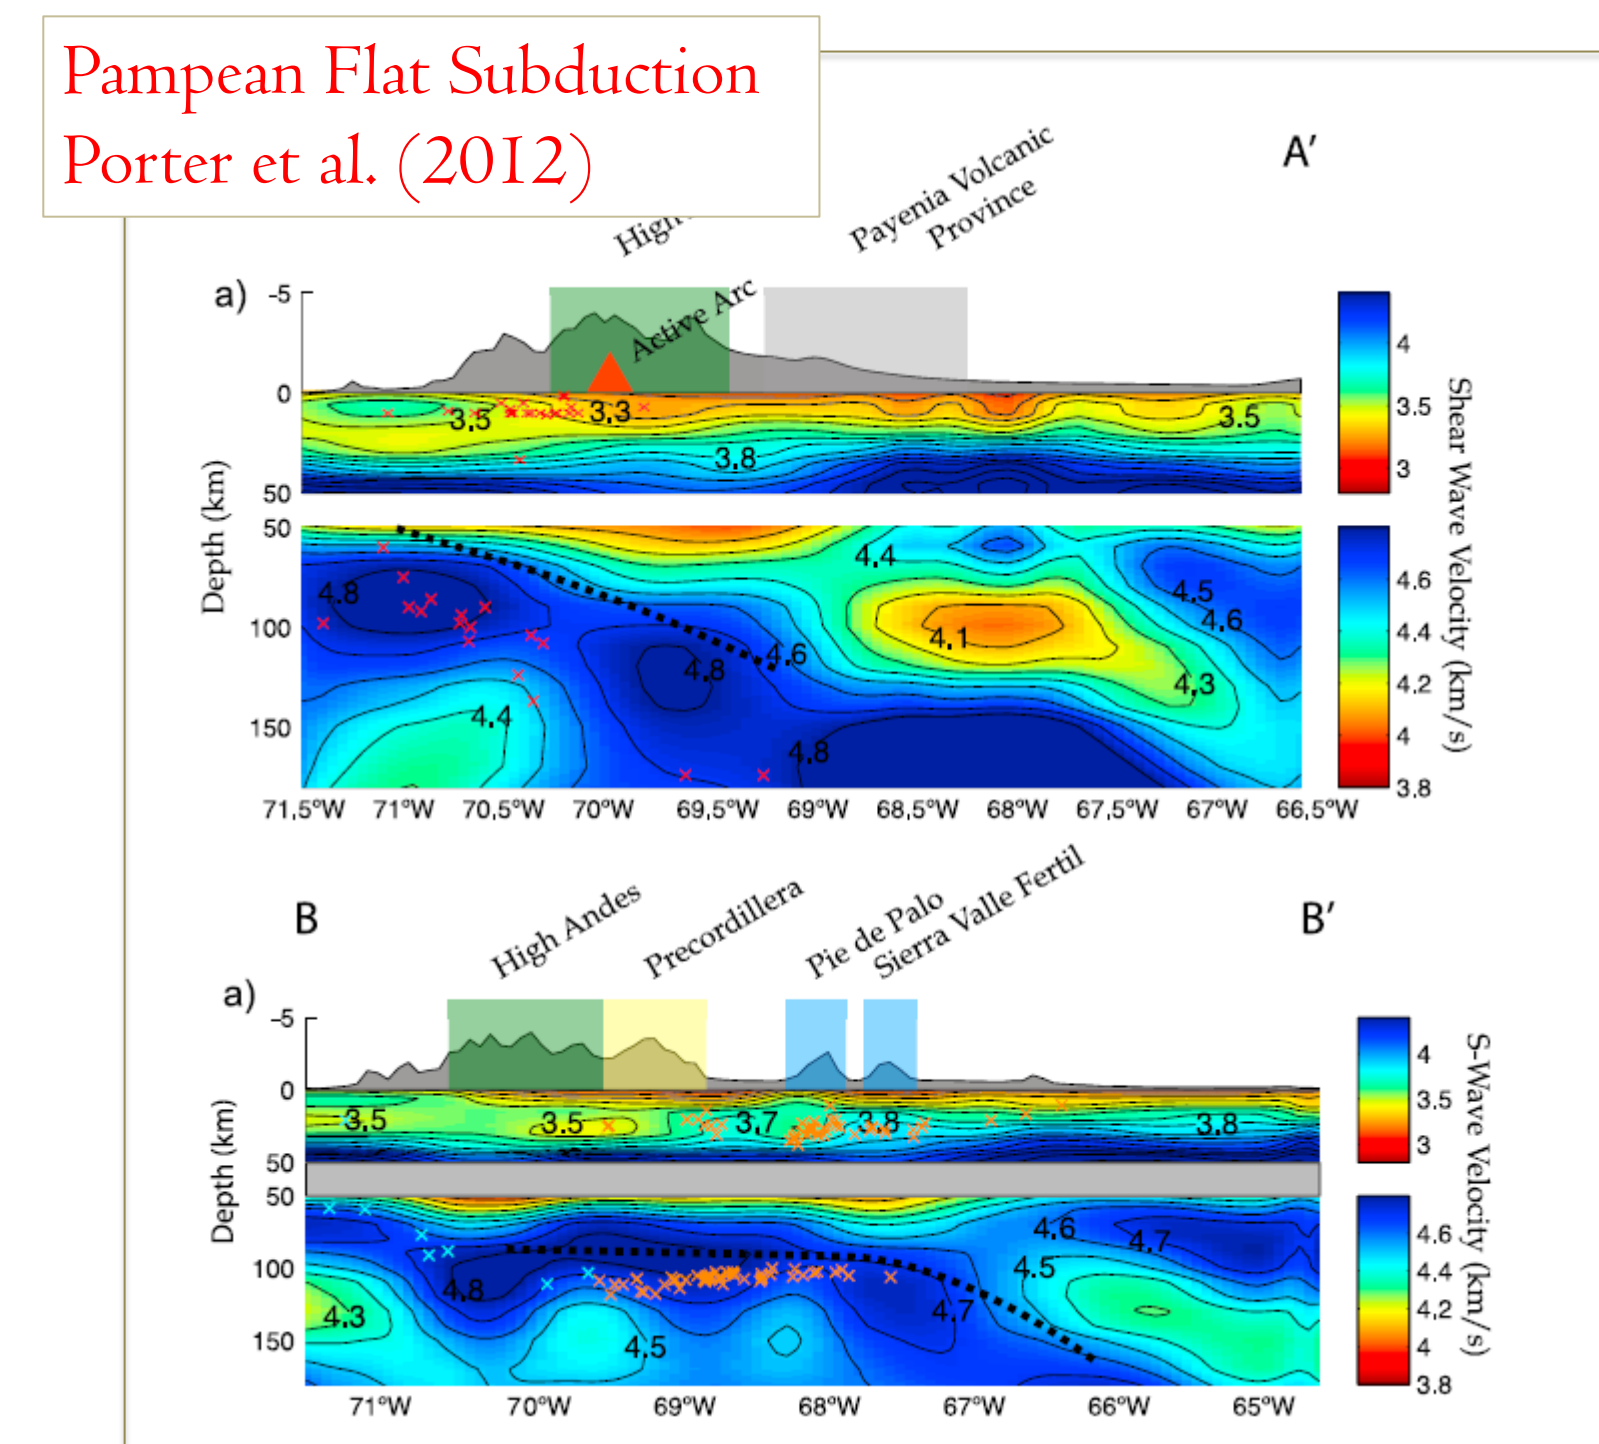 Pampean Flat Subduction
Porter et al. (2012)
A'
High
Payenia Volcanic
Province
Active Arc
a)
-5
0
50
50
100
150
Depth (km)
3.5
3.3
3.8
3.5
4.8
4.4
4.8
4.6
4.8
4.4
4.1
4.3
4.5
4.6
71.5°W 71°W 70.5°W 70°W 69.5°W 69°W 68.5°W 68°W 67.5°W 67°W 66.5°W
4
3.5
3
4.6
4.4
4.2
4
3.8
Shear Wave Velocity (km/s)
B
B'
High Andes
Precordillera
Pie de Palo
Sierra Valle Fertil
a)
-5
0
50
50
100
150
Depth (km)
3.5
3.5
3.7
3.8
3.8
4.3
4.8
4.5
4.7
4.6
4.7
4.5
71°W 70°W 69°W 68°W 67°W 66°W 65°W
4
3.5
3
4.6
4.4
4.2
4
3.8
S-Wave Velocity (km/s)